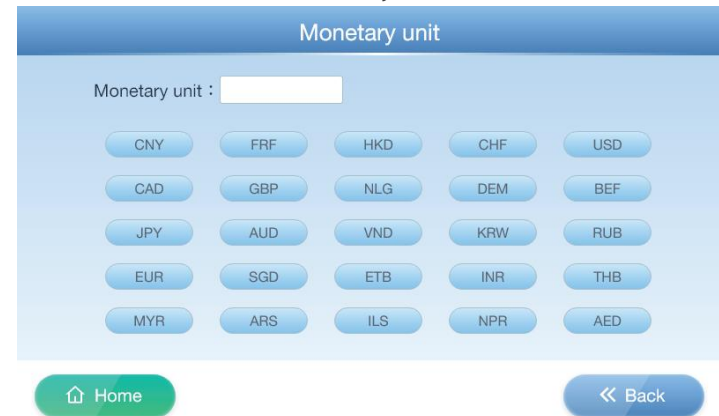 Monetary unit
Monetary unit：
CNY FRF HKD CHF USD
CAD GBP NLG DEM BEF
JPY AUD VND KRW RUB
EUR SGD ETB INR THB
MYR ARS ILS NPR AED
Home Back